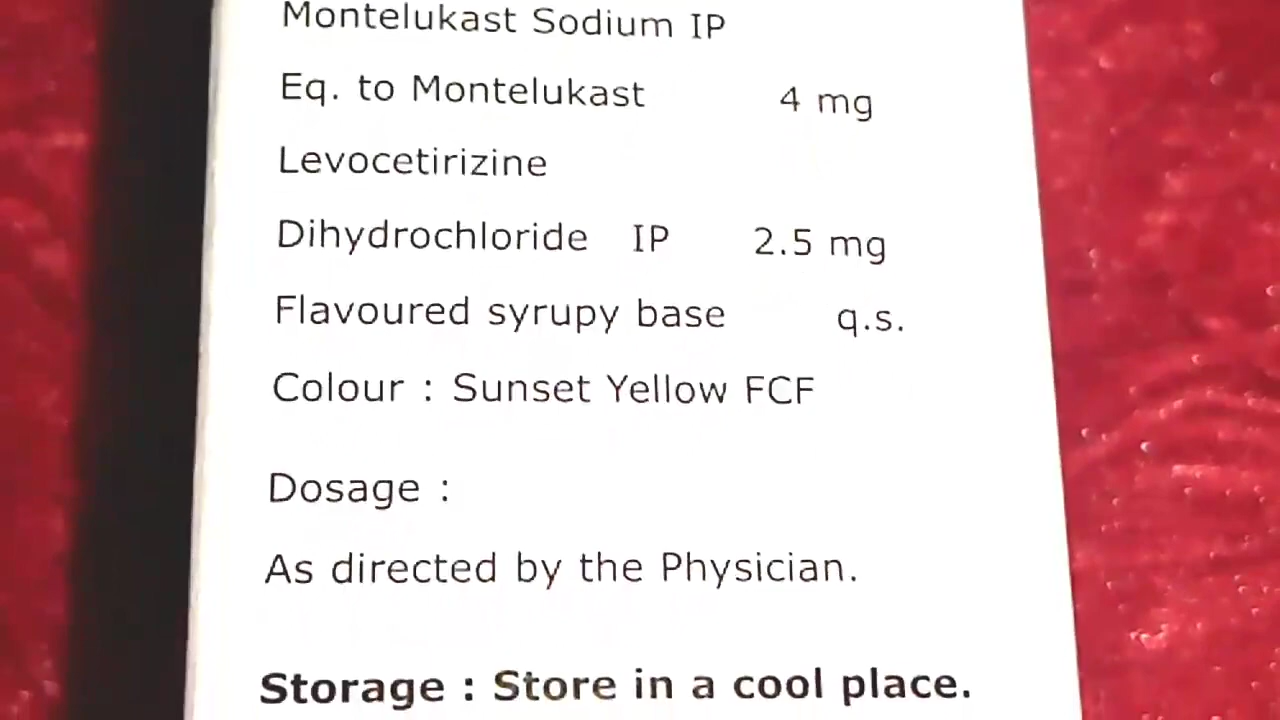 Montelukast Sodium IP
Eq. to Montelukast 4 mg
Levocetirizine
Dihydrochloride IP 2.5 mg
Flavoured syrupy base q.s.
Colour : Sunset Yellow FCF
Dosage :
As directed by the Physician.
Storage : Store in a cool place.